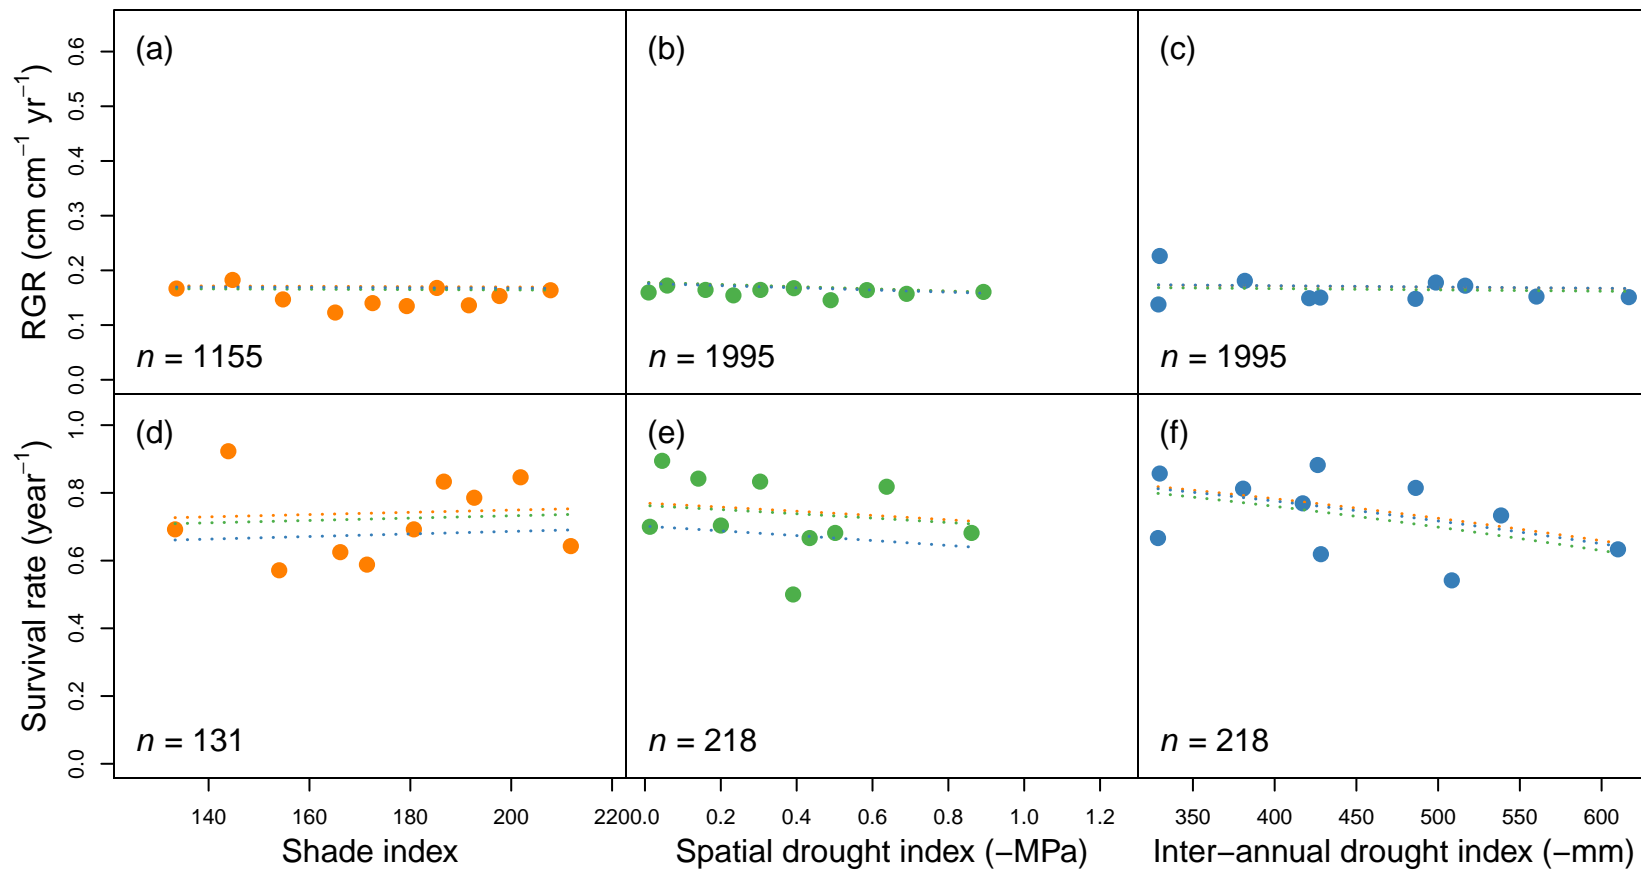 (a)
(b)
(c)
RGR (cm cm⁻¹ yr⁻¹)
0.6
0.5
0.4
0.3
0.2
0.1
0.0
n = 1155
n = 1995
n = 1995
(d)
(e)
(f)
Survival rate (year⁻¹)
1.0
0.8
0.6
0.4
0.2
0.0
n = 131
n = 218
n = 218
140 160 180 200 220
0.0 0.2 0.4 0.6 0.8 1.0 1.2
350 400 450 500 550 600
Shade index
Spatial drought index (−MPa)
Inter−annual drought index (−mm)